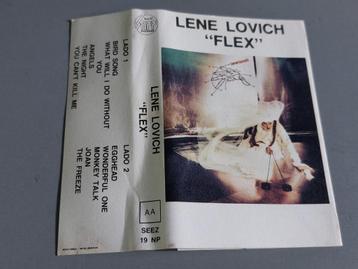 LENE LOVICH
"FLEX"
LENE LOVICH
"FLEX"
AA
SEEZ
19 NP
LADO 1
BIRD SONG
WHAT WILL I DO WITHOUT
YOU
ANGELS
THE NIGHT
YOU CAN'T KILL ME
LADO 2
EGGHEAD
WONDERFUL ONE
MONKEY TALK
JOAN
THE FREEZE